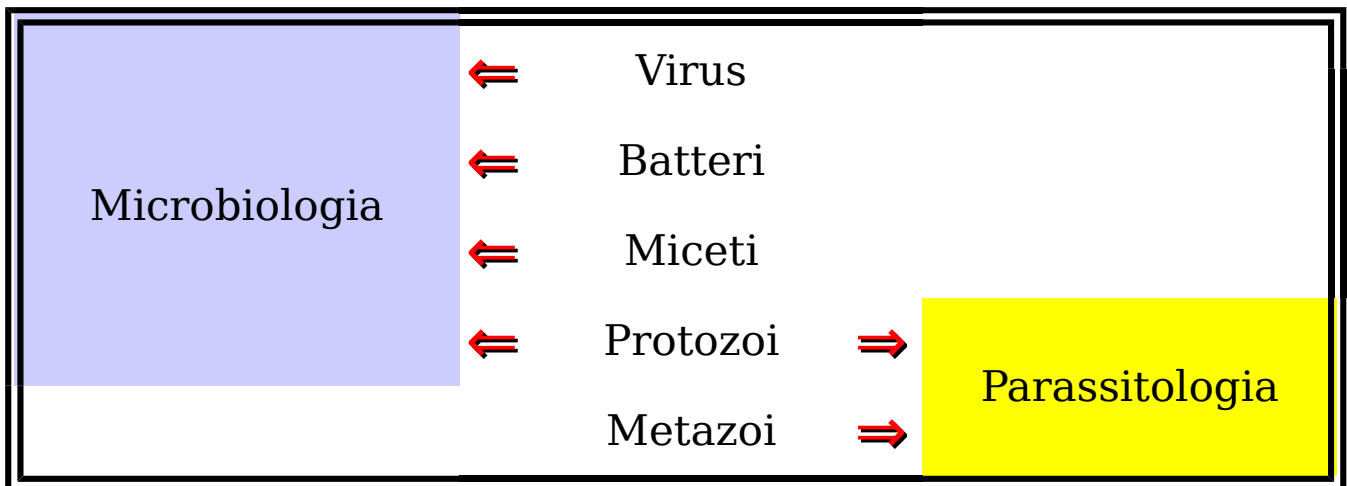 ⇐ Virus
⇐ Batteri
Microbiologia
⇐ Miceti
⇐ Protozoi ⇒
Parassitologia
Metazoi ⇒